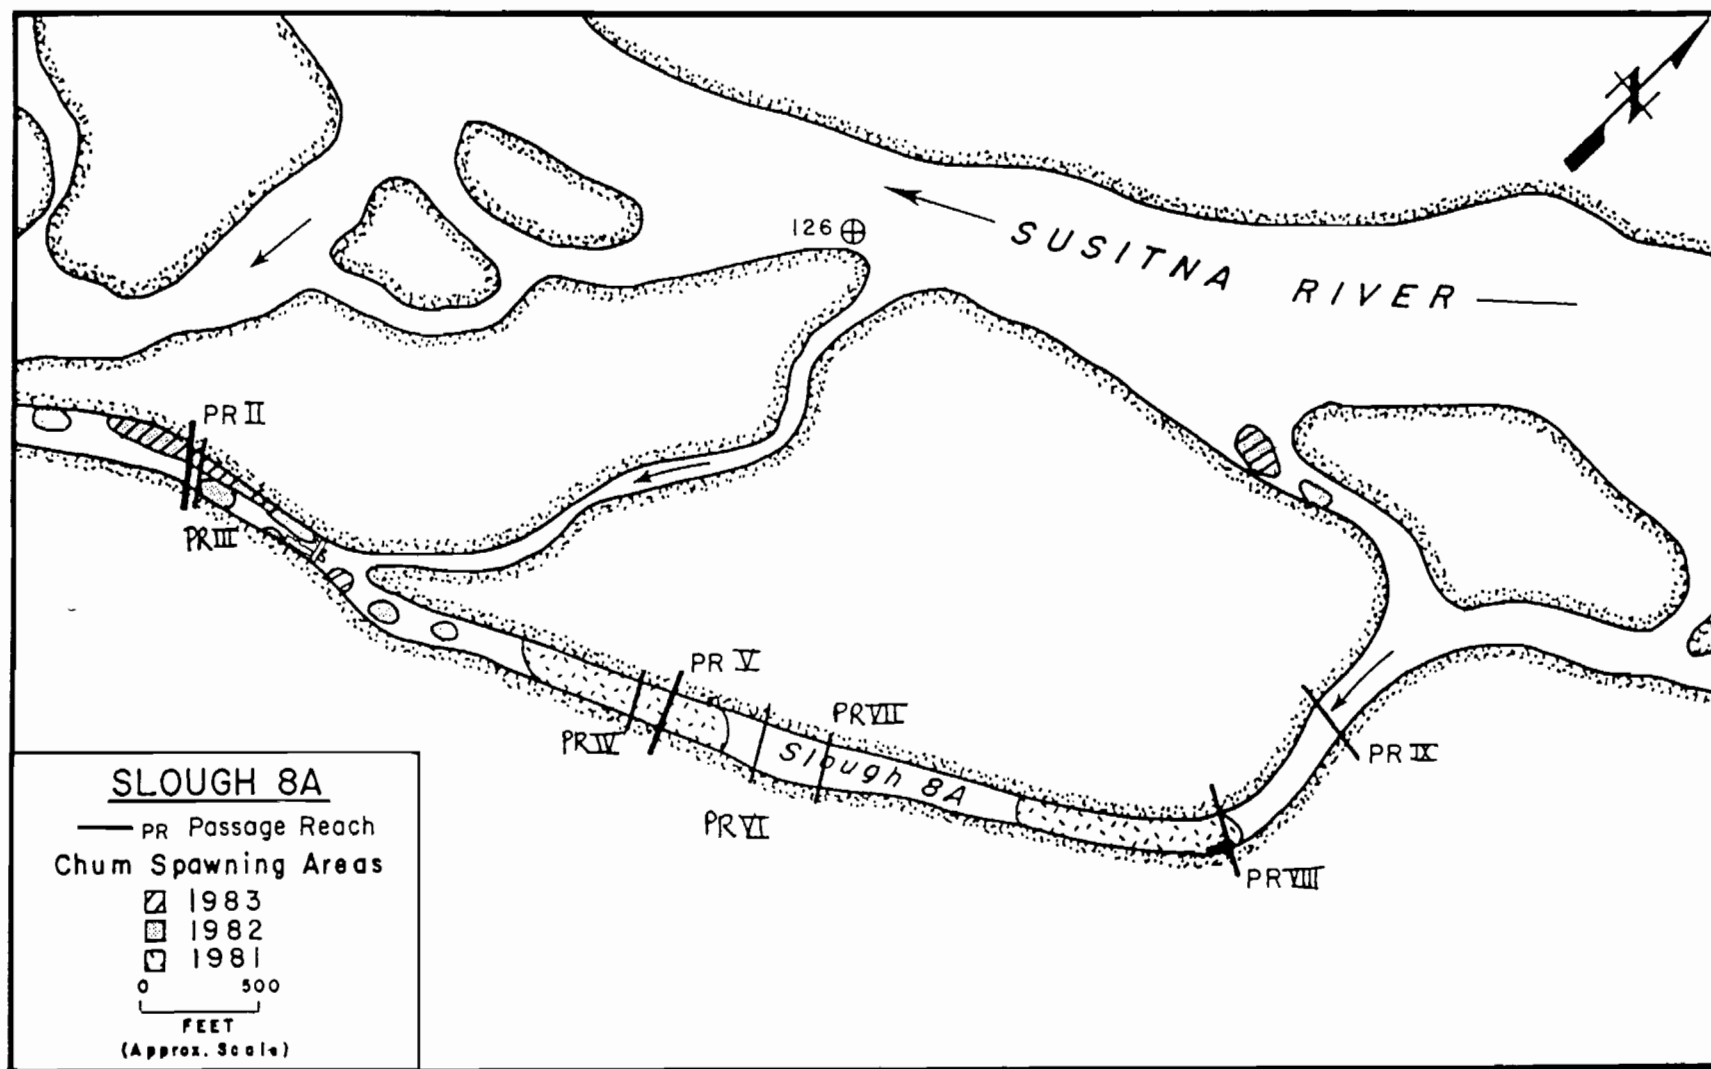 N
126
SUSITNA RIVER
PR II
PR III
PR V
PR IV
PR VII
Slough 8A
PR VI
PR IX
PR VIII
SLOUGH 8A
PR Passage Reach
Chum Spawning Areas
1983
1982
1981
0 500
FEET
(Approx. Scale)